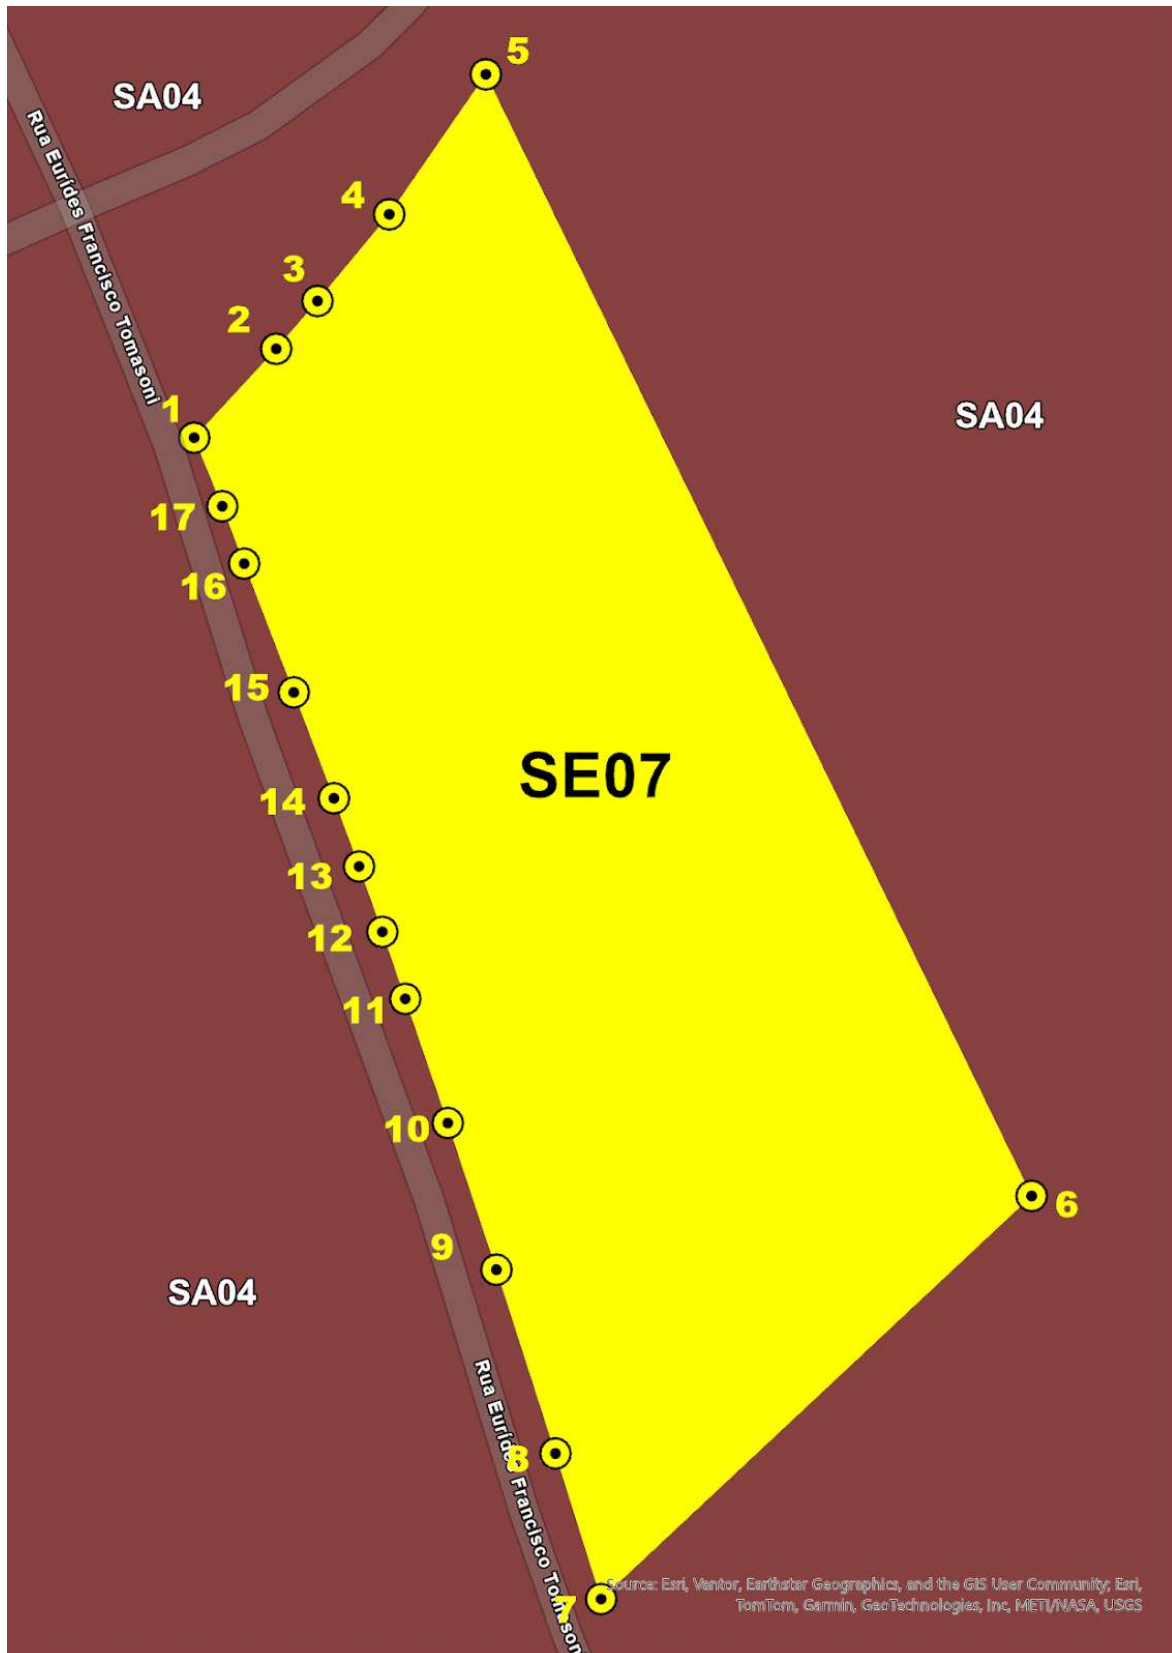 5
SA04
Rua Eurídes Francisco Tomasoni
4
3
2
1
SA04
17
16
15
SE07
14
13
12
11
10
6
9
SA04
Rua Eurídes Francisco Tomasoni
8
7
Source: Esri, Vantor, Earthstar Geographics, and the GIS User Community; Esri,
TomTom, Garmin, GeoTechnologies, Inc, METI/NASA, USGS